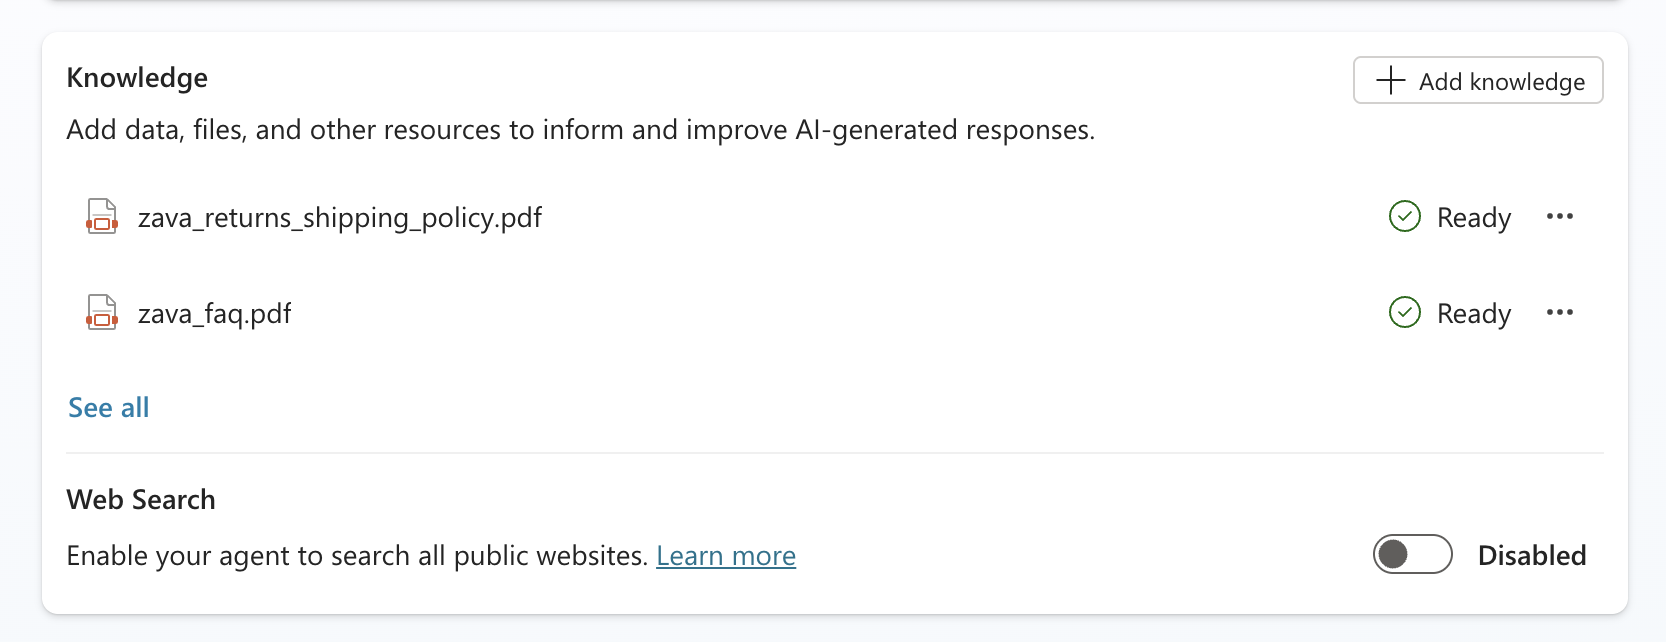 Knowledge
Add knowledge
Add data, files, and other resources to inform and improve AI-generated responses.
zava_returns_shipping_policy.pdf Ready
zava_faq.pdf Ready
See all
Web Search
Enable your agent to search all public websites. Learn more Disabled